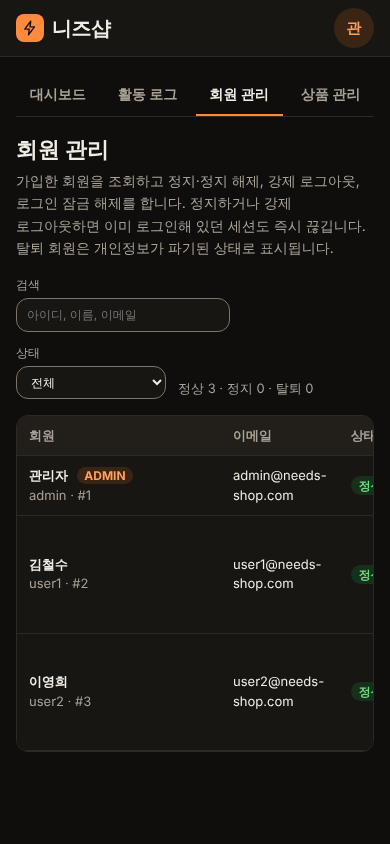 니즈샵
관
대시보드 활동 로그 회원 관리 상품 관리
회원 관리
가입한 회원을 조회하고 정지·정지 해제, 강제 로그아웃,
로그인 잠금 해제를 합니다. 정지하거나 강제
로그아웃하면 이미 로그인해 있던 세션도 즉시 끊깁니다.
탈퇴 회원은 개인정보가 파기된 상태로 표시됩니다.
검색
아이디, 이름, 이메일
상태
전체 정상 3 · 정지 0 · 탈퇴 0
회원 이메일 상태
관리자 ADMIN admin@needs-
admin · #1 shop.com
김철수 user1@needs-
user1 · #2 shop.com
이영희 user2@needs-
user2 · #3 shop.com